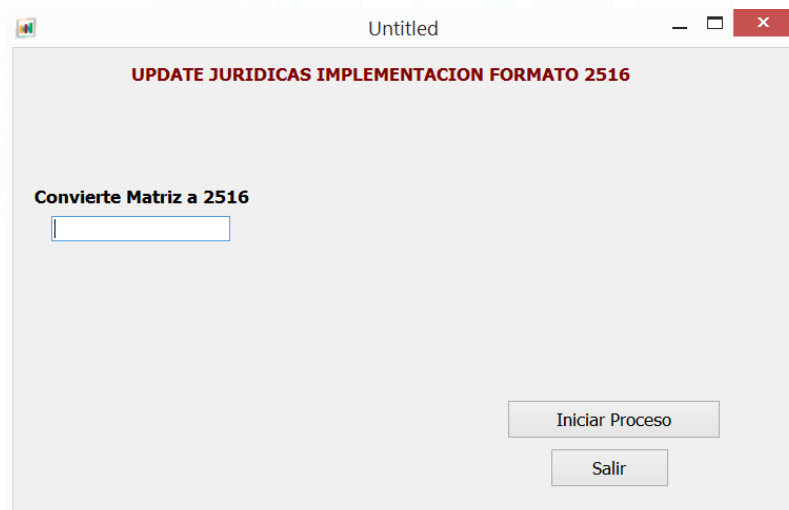 Untitled
UPDATE JURIDICAS IMPLEMENTACION FORMATO 2516
Convierte Matriz a 2516
Iniciar Proceso
Salir